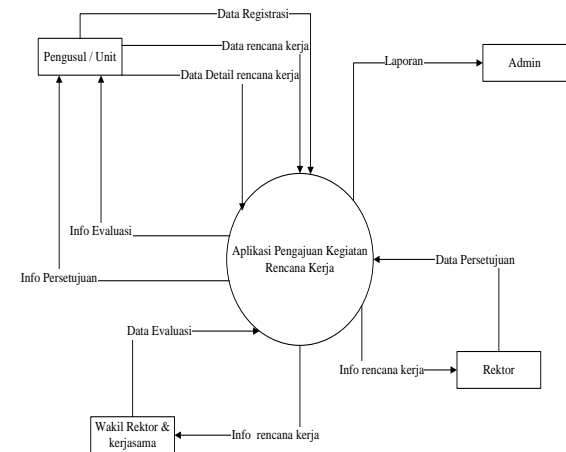 Data Registrasi
Data rencana kerja
Pengusul / Unit
Data Detail rencana kerja
Laporan
Admin
Info Evaluasi
Aplikasi Pengajuan Kegiatan
Rencana Kerja
Data Persetujuan
Info Persetujuan
Data Evaluasi
Info rencana kerja
Rektor
Wakil Rektor &
kerjasama
Info rencana kerja